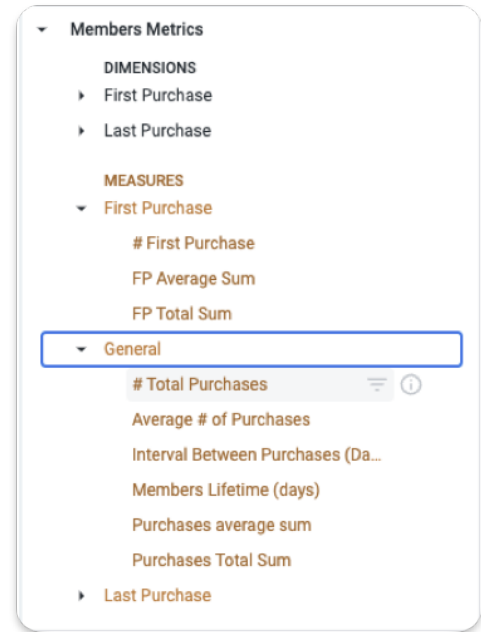 Members Metrics
DIMENSIONS
First Purchase
Last Purchase
MEASURES
First Purchase
# First Purchase
FP Average Sum
FP Total Sum
General
# Total Purchases
Average # of Purchases
Interval Between Purchases (Da...
Members Lifetime (days)
Purchases average sum
Purchases Total Sum
Last Purchase